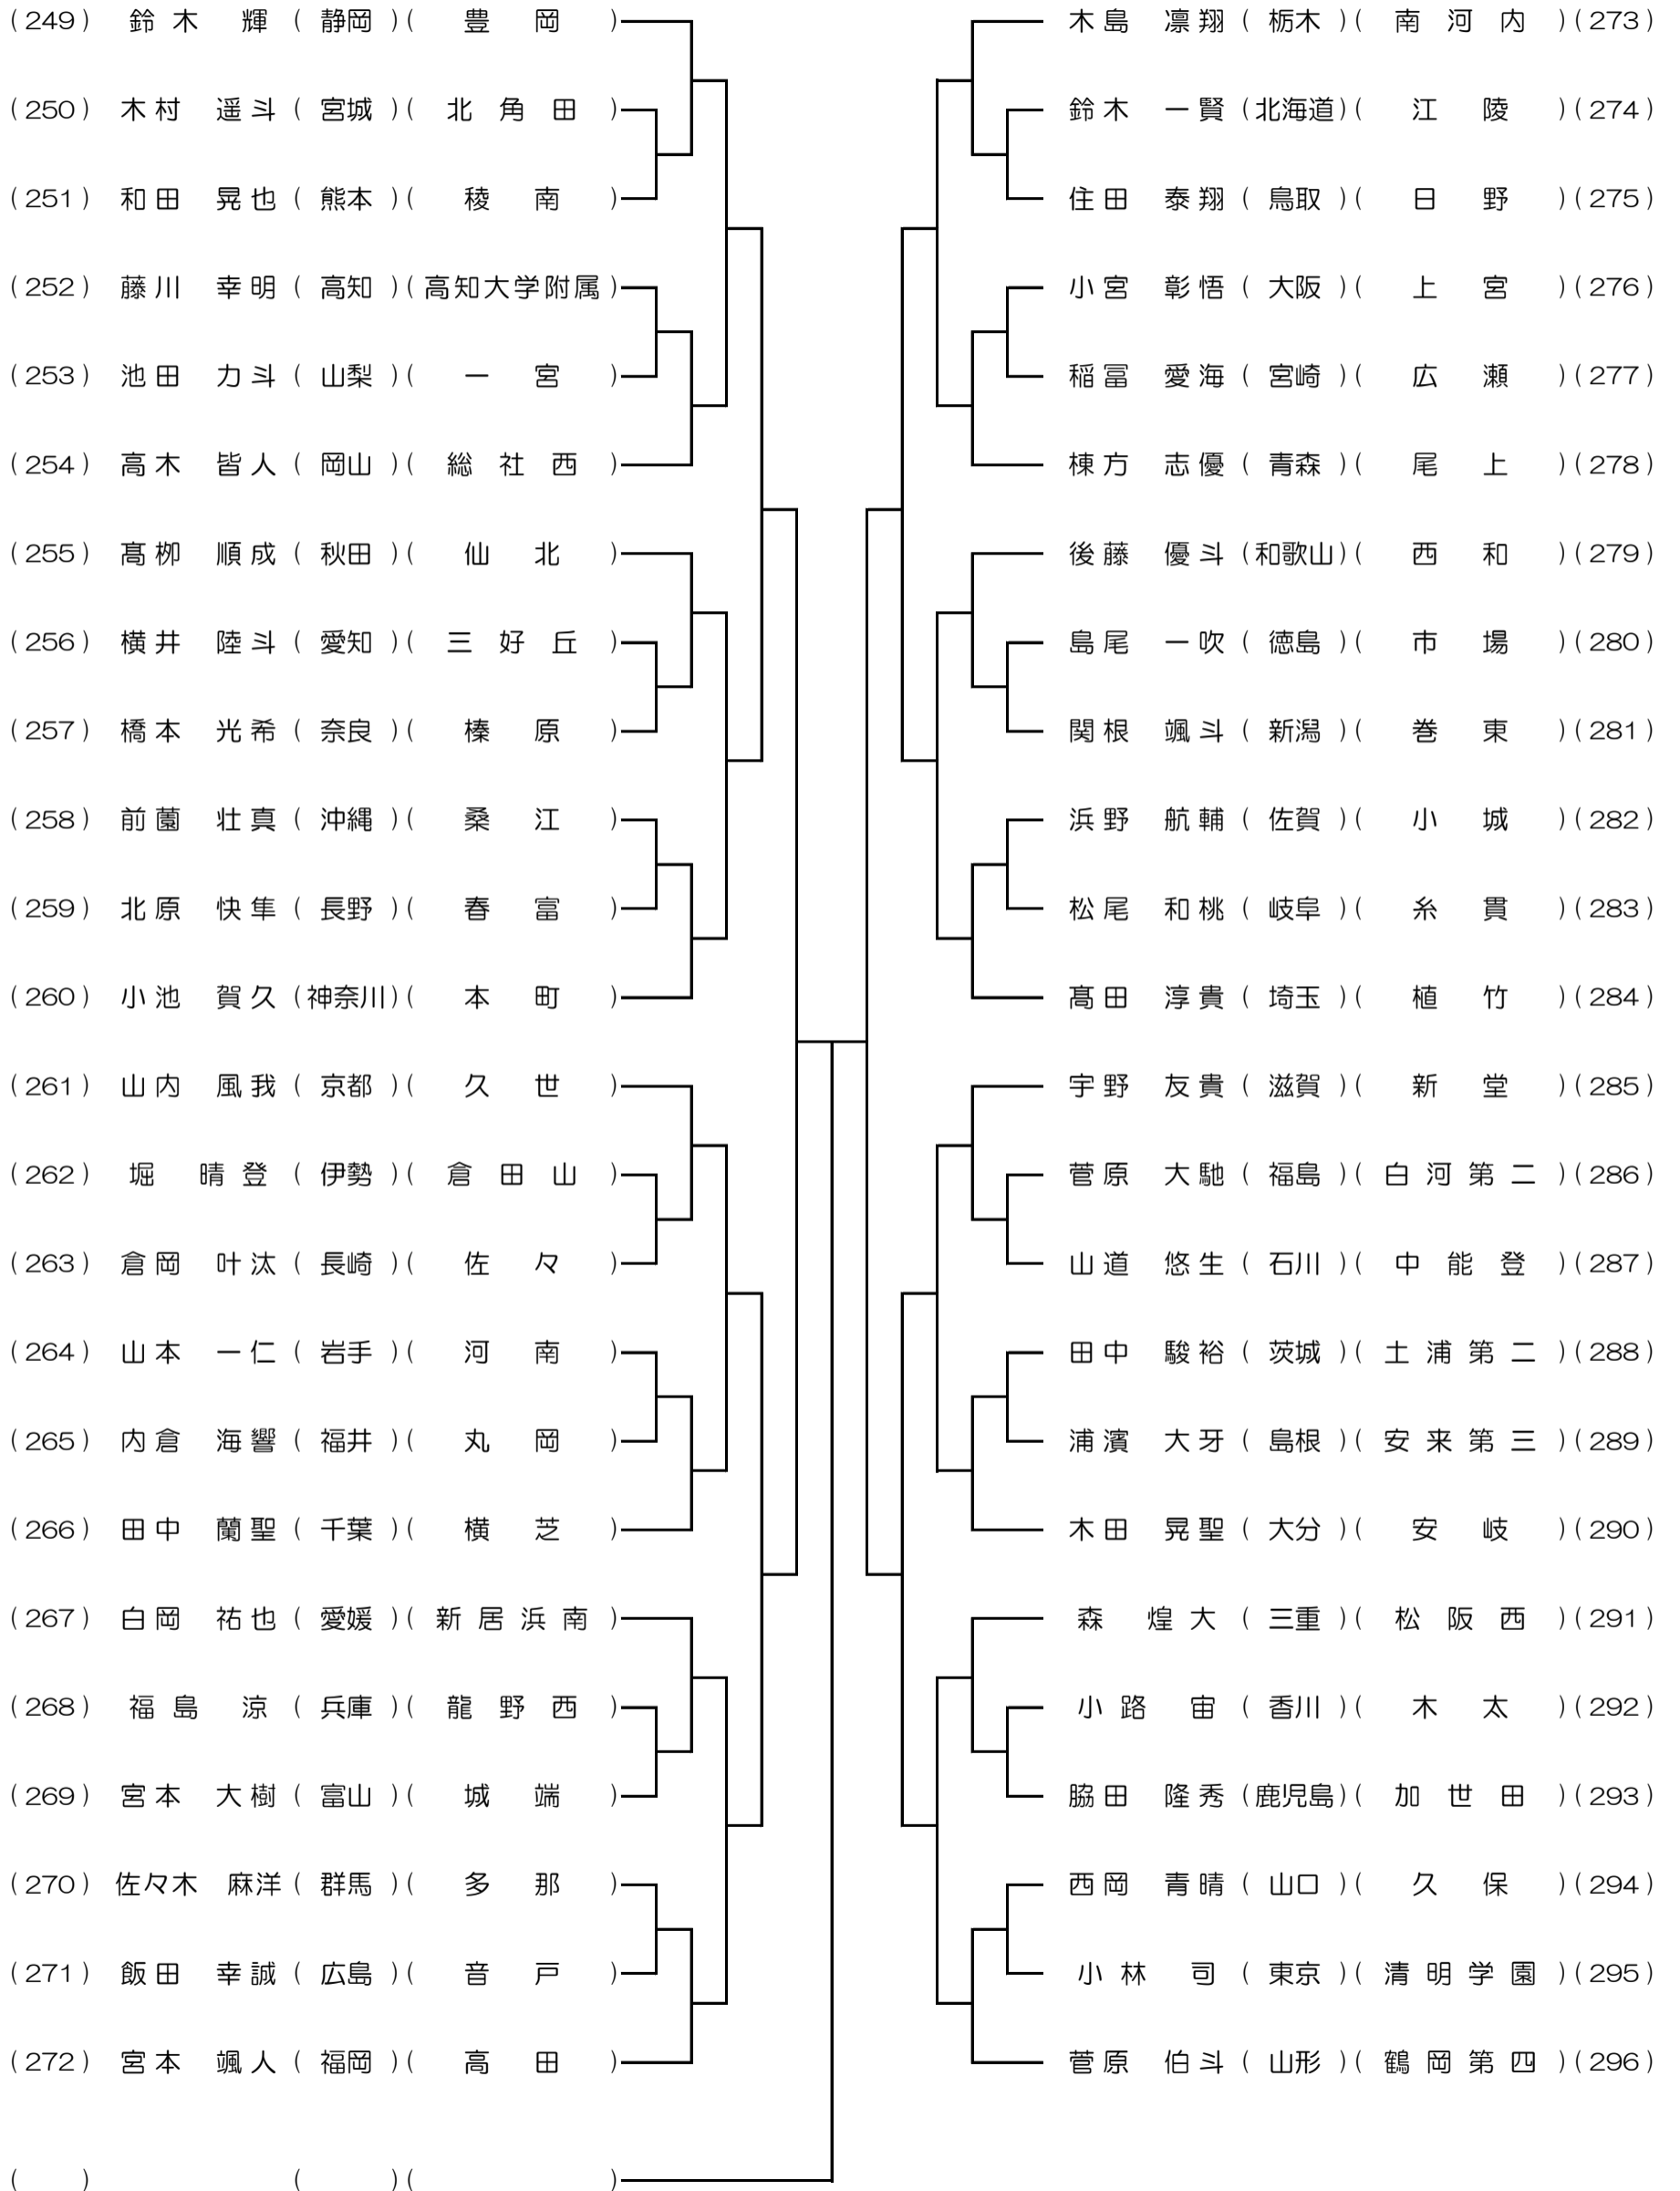 (249) 鈴木 輝 (静岡)(豊岡)
(250) 木村 遥斗 (宮城)(北角田)
(251) 和田 晃也 (熊本)(稜南)
(252) 藤川 幸明 (高知)(高知大学附属)
(253) 池田 力斗 (山梨)(一宮)
(254) 高木 皆人 (岡山)(総社西)
(255) 髙栁 順成 (秋田)(仙北)
(256) 横井 陸斗 (愛知)(三好丘)
(257) 橋本 光希 (奈良)(榛原)
(258) 前薗 壮真 (沖縄)(桑江)
(259) 北原 快隼 (長野)(春富)
(260) 小池 賀久 (神奈川)(本町)
(261) 山内 風我 (京都)(久世)
(262) 堀 晴登 (伊勢)(倉田山)
(263) 倉岡 叶汰 (長崎)(佐々)
(264) 山本 一仁 (岩手)(河南)
(265) 内倉 海響 (福井)(丸岡)
(266) 田中 蘭聖 (千葉)(横芝)
(267) 白岡 祐也 (愛媛)(新居浜南)
(268) 福島 涼 (兵庫)(龍野西)
(269) 宮本 大樹 (富山)(城端)
(270) 佐々木 麻洋 (群馬)(多那)
(271) 飯田 幸誠 (広島)(音戸)
(272) 宮本 颯人 (福岡)(高田)
( ) ( )( )
木島 凛翔 (栃木)(南河内)(273)
鈴木 一賢 (北海道)(江陵)(274)
住田 泰翔 (鳥取)(日野)(275)
小宮 彰悟 (大阪)(上宮)(276)
稲冨 愛海 (宮崎)(広瀬)(277)
棟方 志優 (青森)(尾上)(278)
後藤 優斗 (和歌山)(西和)(279)
島尾 一吹 (徳島)(市場)(280)
関根 颯斗 (新潟)(巻東)(281)
浜野 航輔 (佐賀)(小城)(282)
松尾 和桃 (岐阜)(糸貫)(283)
髙田 淳貴 (埼玉)(植竹)(284)
宇野 友貴 (滋賀)(新堂)(285)
菅原 大馳 (福島)(白河第二)(286)
山道 悠生 (石川)(中能登)(287)
田中 駿裕 (茨城)(土浦第二)(288)
浦濱 大牙 (島根)(安来第三)(289)
木田 晃聖 (大分)(安岐)(290)
森 煌大 (三重)(松阪西)(291)
小路 宙 (香川)(木太)(292)
脇田 隆秀 (鹿児島)(加世田)(293)
西岡 青晴 (山口)(久保)(294)
小林 司 (東京)(清明学園)(295)
菅原 伯斗 (山形)(鶴岡第四)(296)